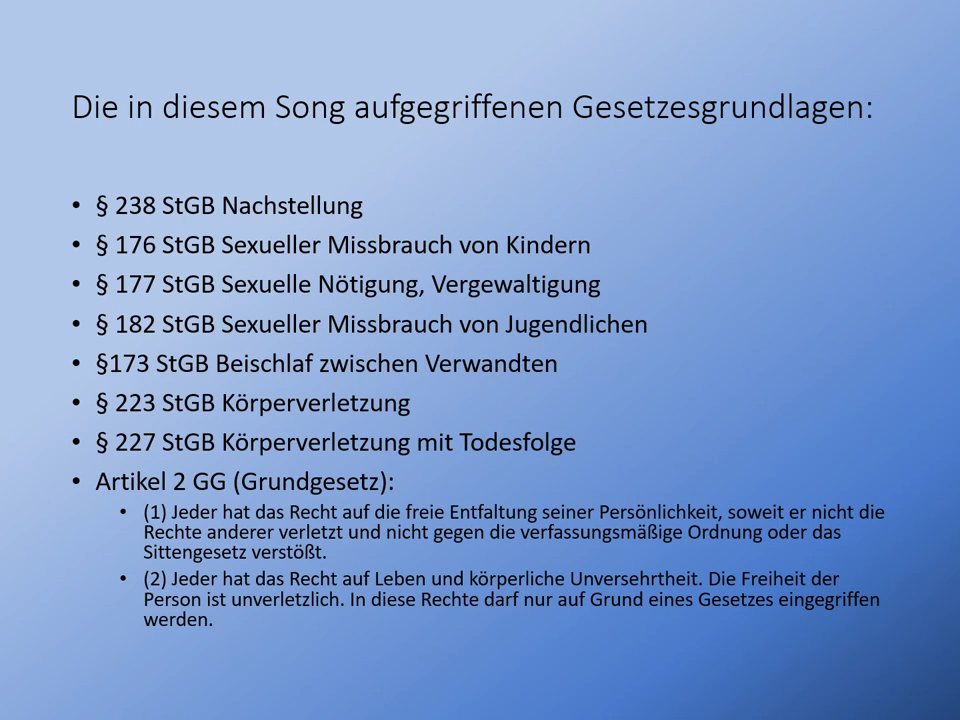 Die in diesem Song aufgegriffenen Gesetzesgrundlagen:
• § 238 StGB Nachstellung
• § 176 StGB Sexueller Missbrauch von Kindern
• § 177 StGB Sexuelle Nötigung, Vergewaltigung
• § 182 StGB Sexueller Missbrauch von Jugendlichen
• §173 StGB Beischlaf zwischen Verwandten
• § 223 StGB Körperverletzung
• § 227 StGB Körperverletzung mit Todesfolge
• Artikel 2 GG (Grundgesetz):
• (1) Jeder hat das Recht auf die freie Entfaltung seiner Persönlichkeit, soweit er nicht die
Rechte anderer verletzt und nicht gegen die verfassungsmäßige Ordnung oder das
Sittengesetz verstößt.
• (2) Jeder hat das Recht auf Leben und körperliche Unversehrtheit. Die Freiheit der
Person ist unverletzlich. In diese Rechte darf nur auf Grund eines Gesetzes eingegriffen
werden.